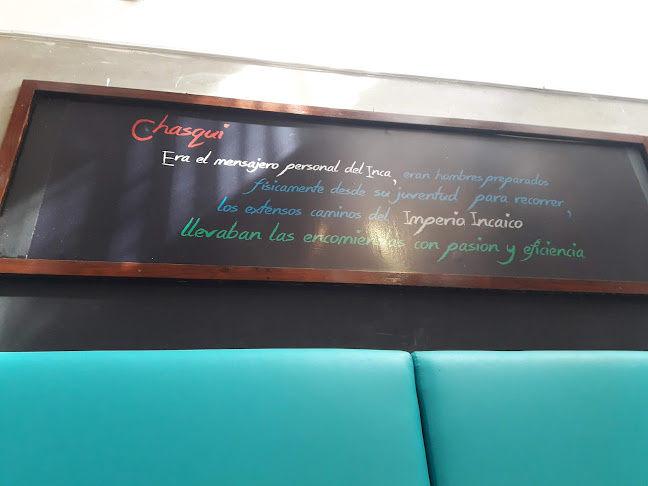 Chasqui
Era el mensajero personal del Inca, eran hombres preparados
físicamente desde su juventud para recorrer,
los extensos caminos del Imperio Incaico
llevaban las encomiendas con pasion y eficiencia